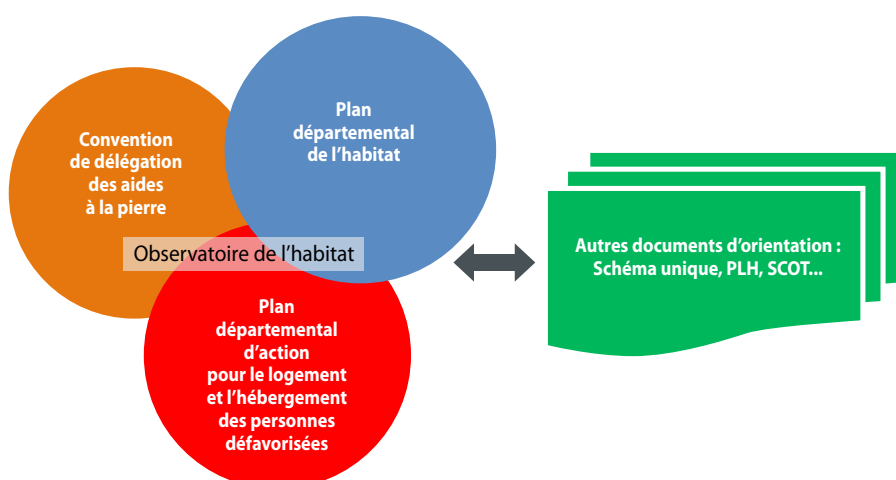 Convention
de délégation
des aides
à la pierre
Plan
départemental
de l’habitat
Observatoire de l’habitat
Plan
départemental
d’action
pour le logement
et l’hébergement
des personnes
défavorisées
Autres documents d’orientation :
Schéma unique, PLH, SCOT...